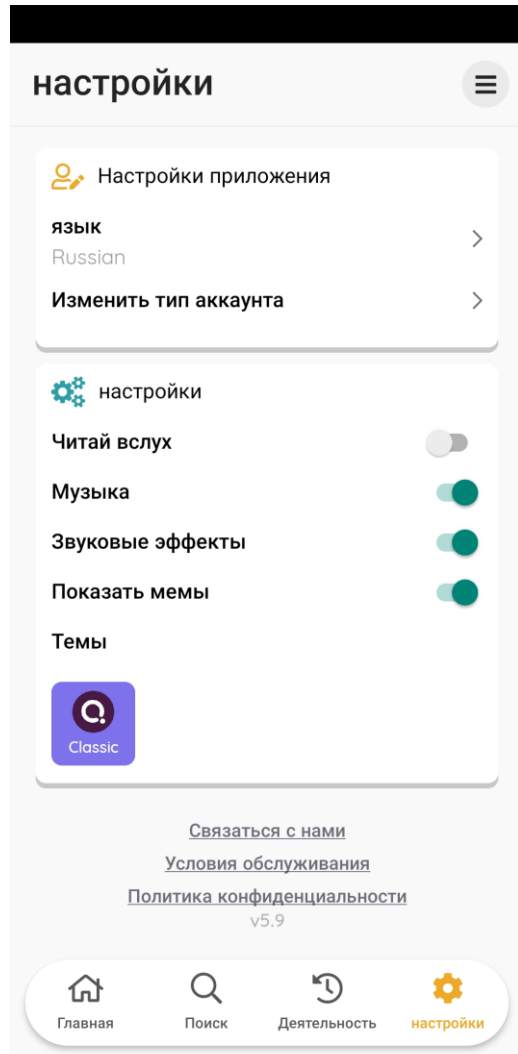 настройки
Настройки приложения
язык
Russian
Изменить тип аккаунта
настройки
Читай вслух
Музыка
Звуковые эффекты
Показать мемы
Темы
Classic
Связаться с нами
Условия обслуживания
Политика конфиденциальности
v5.9
Главная Поиск Деятельность настройки